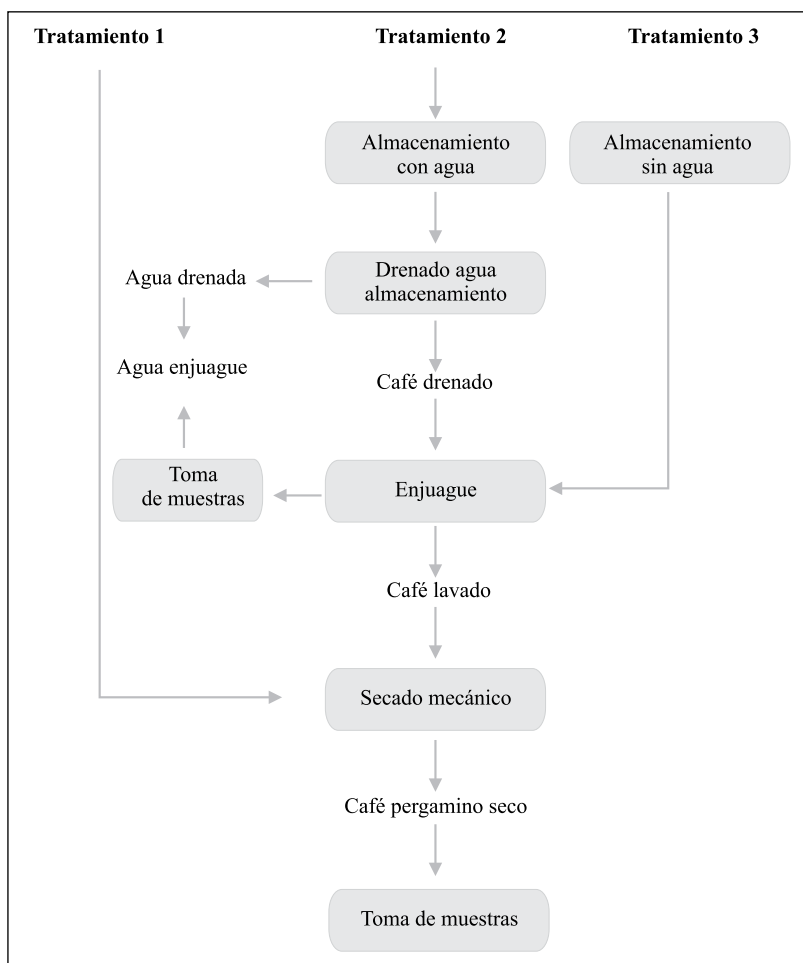 Tratamiento 1
Tratamiento 2
Tratamiento 3
Almacenamiento
con agua
Almacenamiento
sin agua
Agua drenada
Drenado agua
almacenamiento
Agua enjuague
Café drenado
Toma
de muestras
Enjuague
Café lavado
Secado mecánico
Café pergamino seco
Toma de muestras